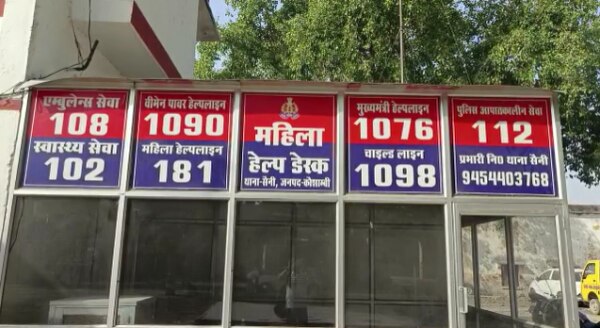 एम्बुलेन्स सेवा
108
स्वास्थ्य सेवा
102
वीमेन पावर हेल्पलाइन
1090
महिला हेल्पलाइन
181
महिला
हेल्प डेस्क
थाना-सैनी, जनपद-कौशाम्बी
मुख्यमंत्री हेल्पलाइन
1076
चाइल्ड लाइन
1098
पुलिस आपातकालीन सेवा
112
प्रभारी नि0 थाना सैनी
9454403768